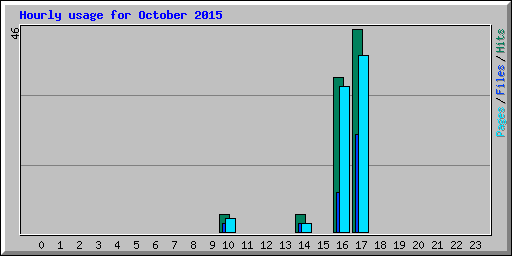 Hourly usage for October 2015
46
Pages/Files/Hits
0 1 2 3 4 5 6 7 8 9 10 11 12 13 14 15 16 17 18 19 20 21 22 23